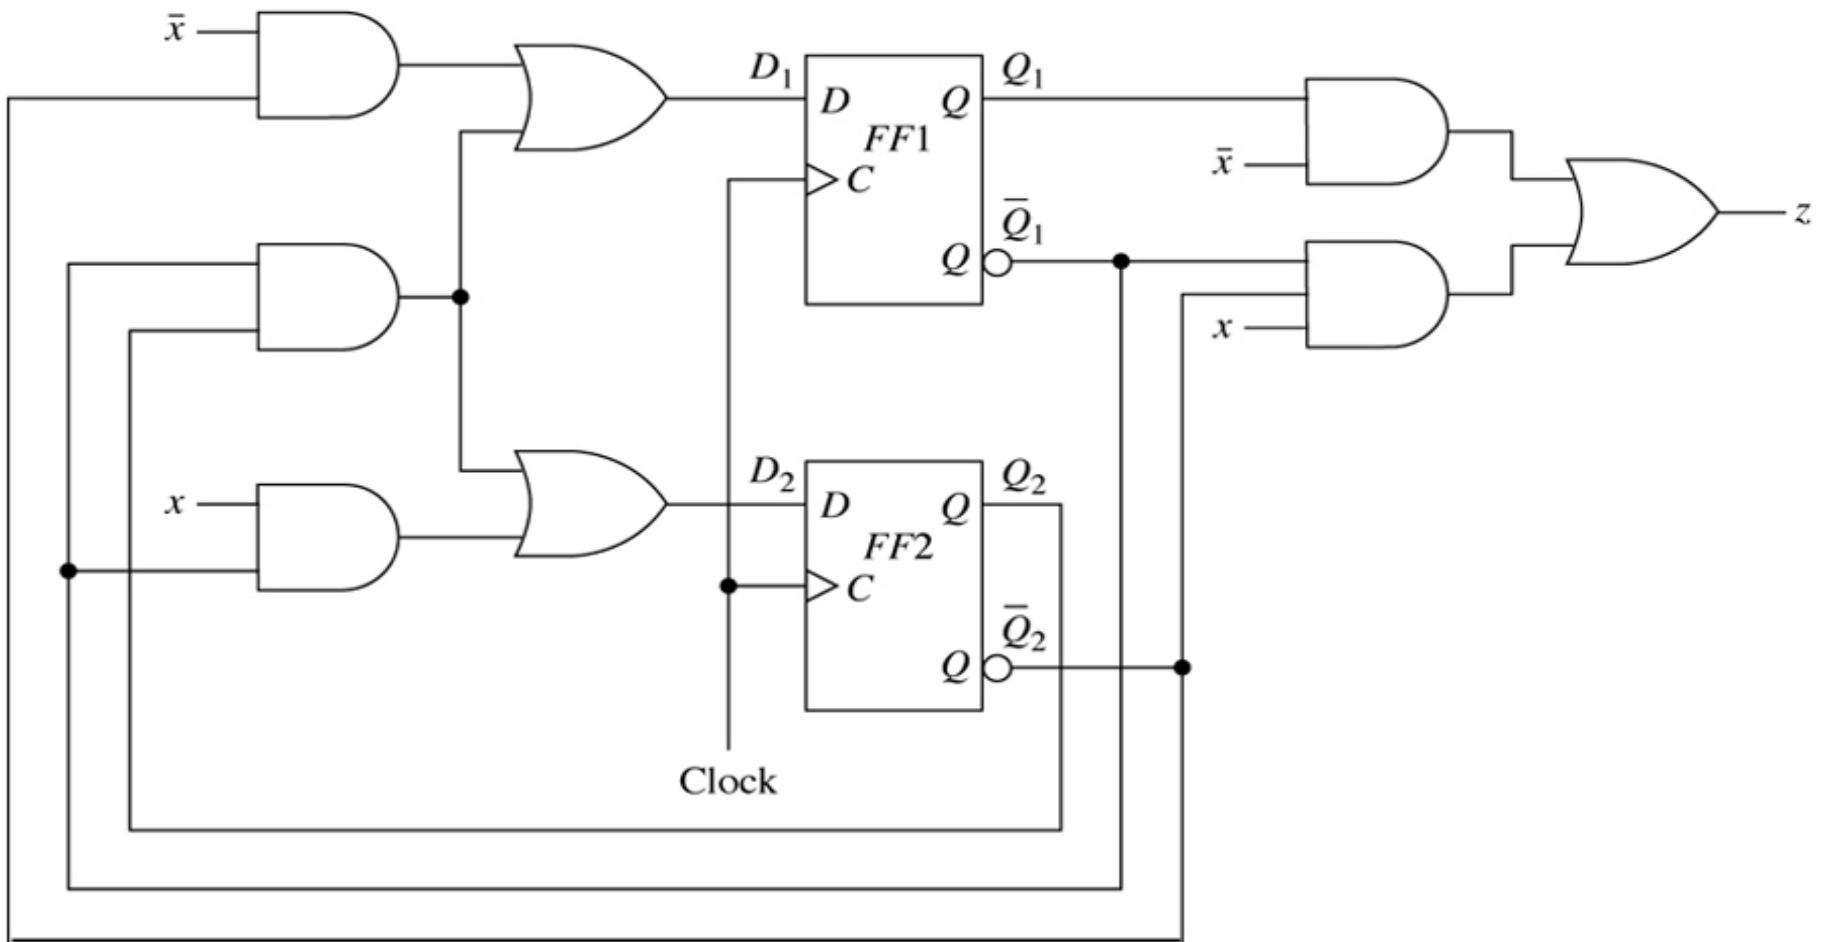 x̄
D₁
Q₁
D
Q
FF1
x̄
C
Q̄₁
z
Q
x
x
D₂
Q₂
D
Q
FF2
C
Q̄₂
Q
Clock